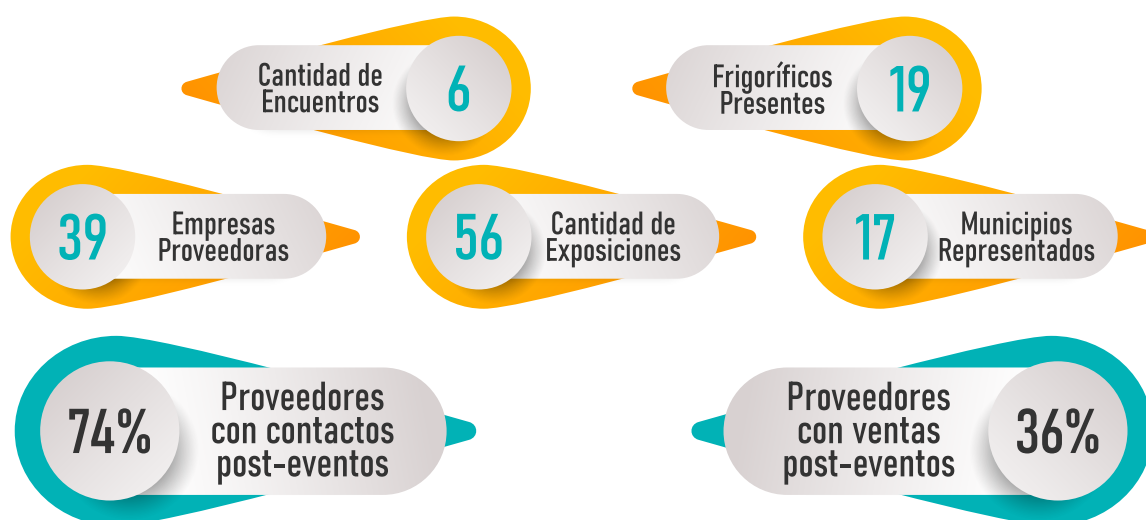 Cantidad de
Encuentros
6
Frigoríficos
Presentes
19
39
Empresas
Proveedoras
56
Cantidad de
Exposiciones
17
Municipios
Representados
74%
Proveedores
con contactos
post-eventos
Proveedores
con ventas
post-eventos
36%